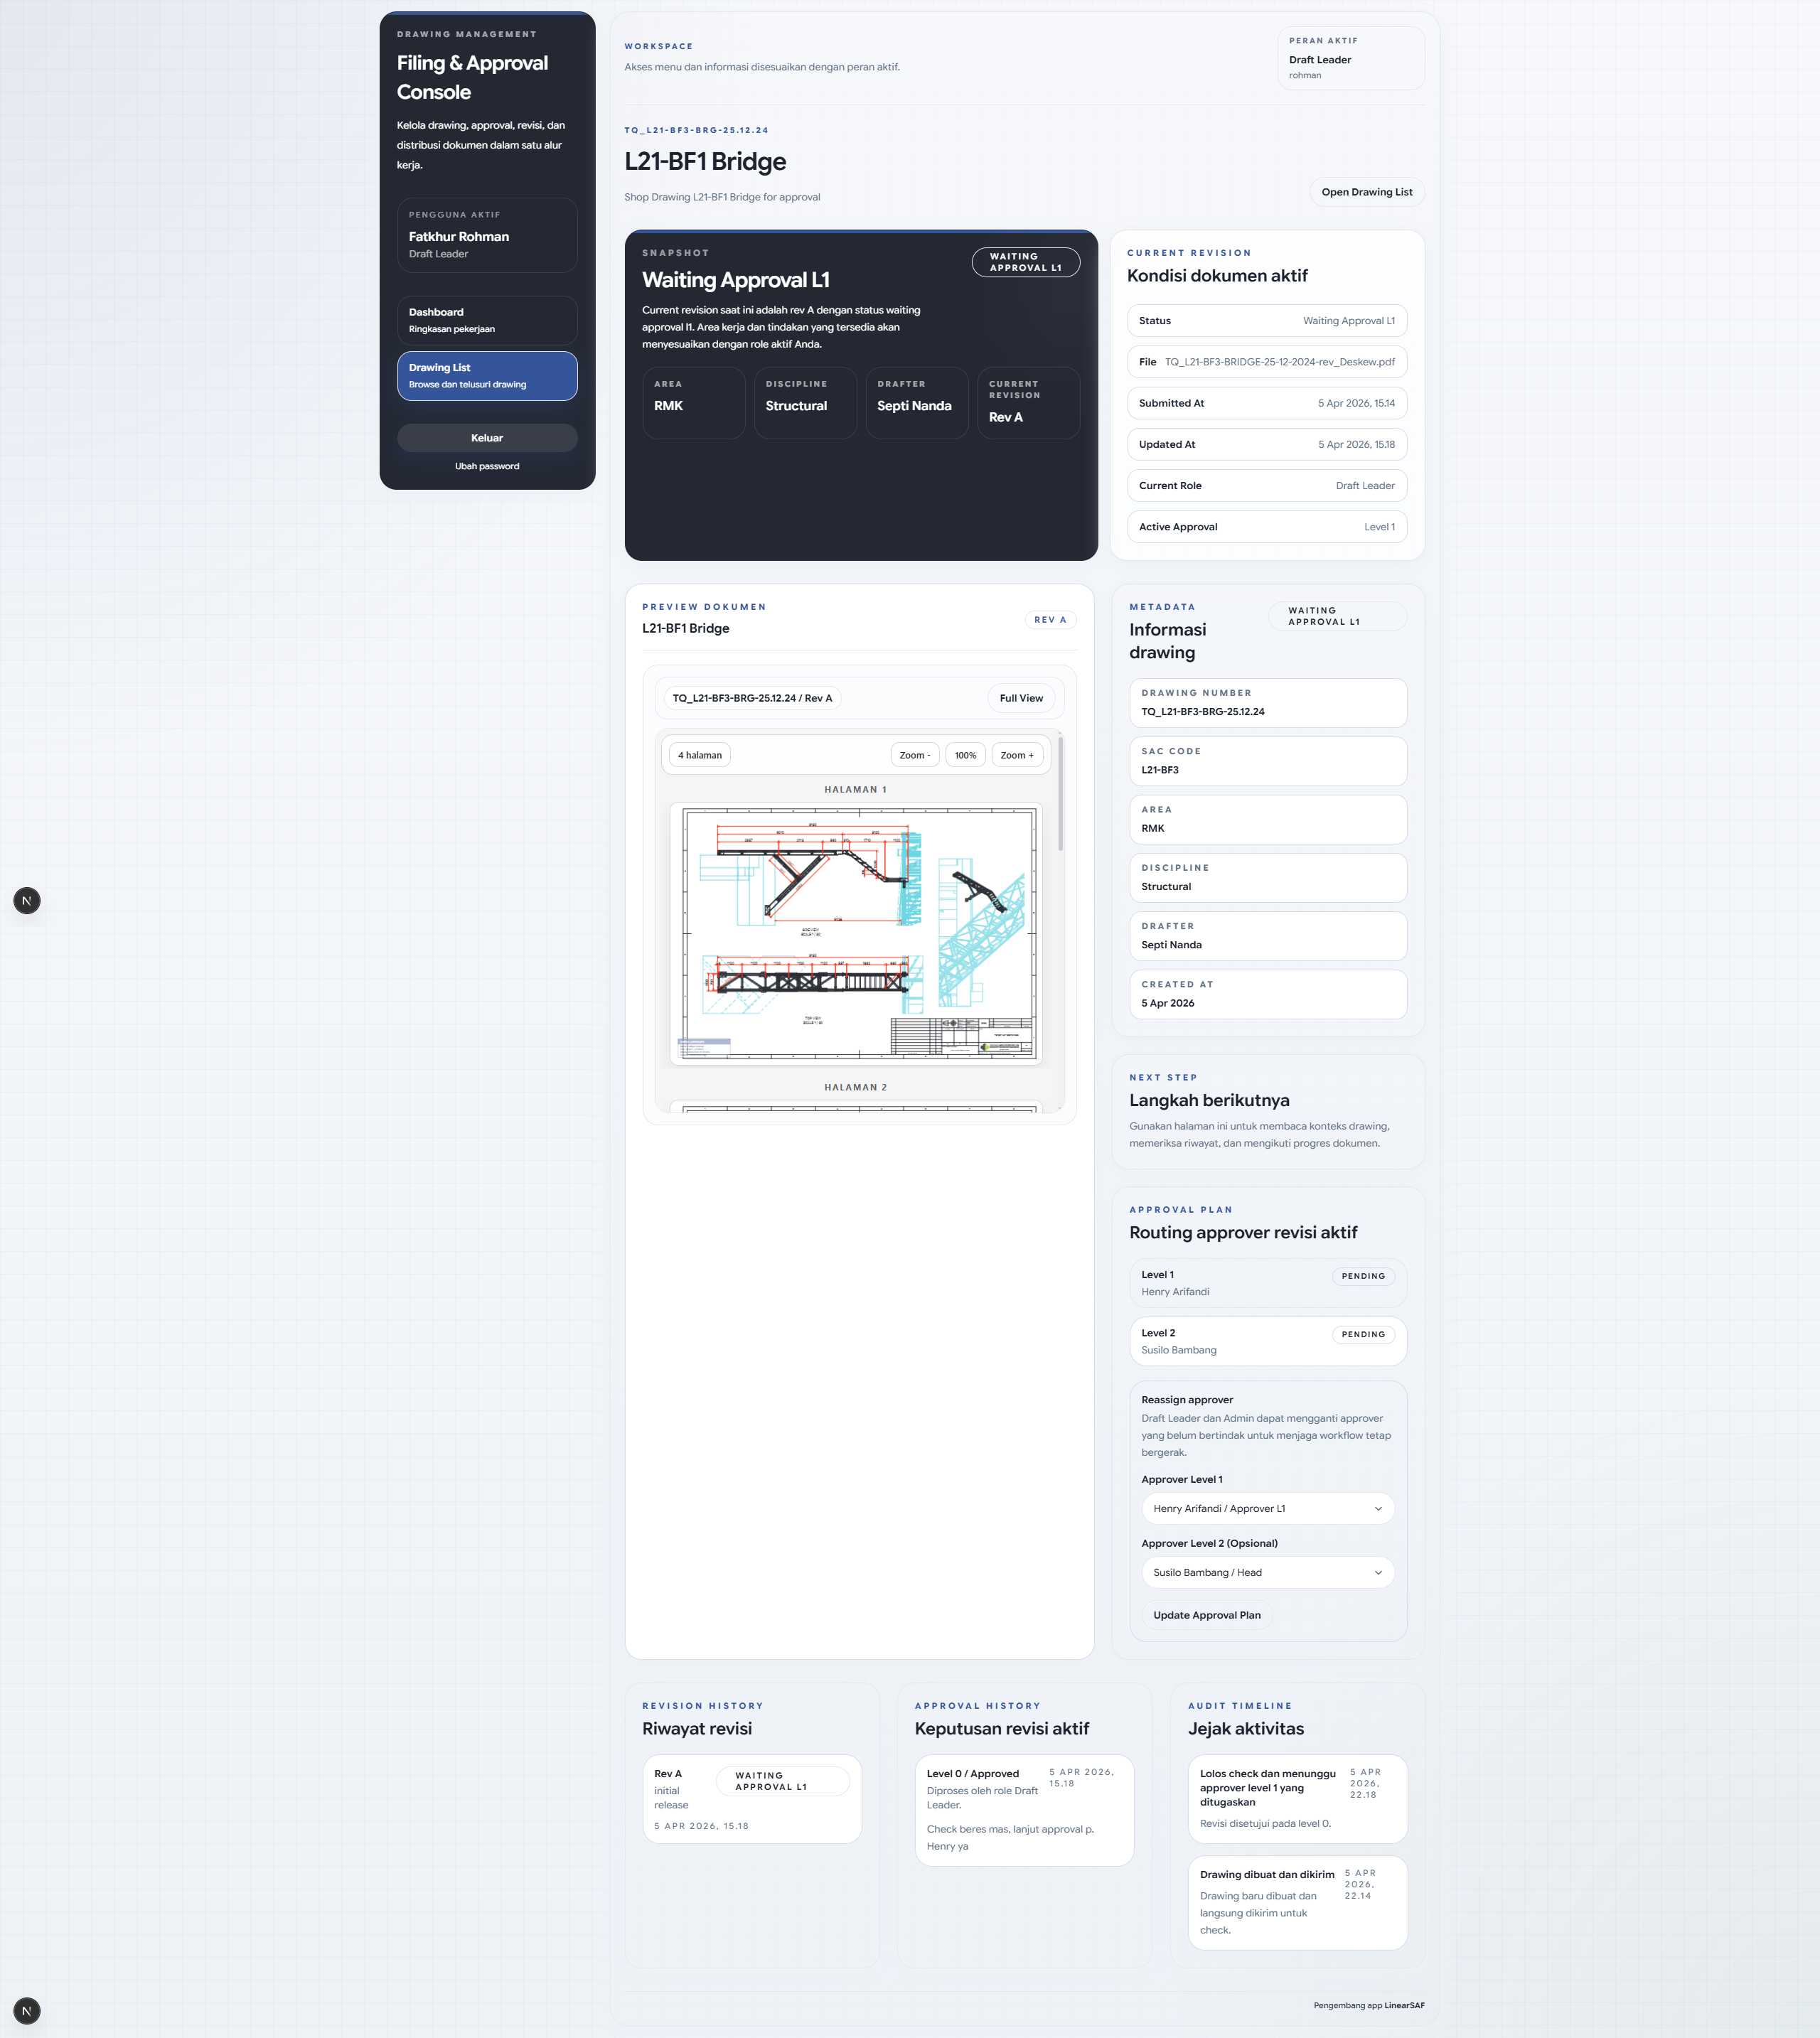 DRAWING MANAGEMENT
Filing & Approval
Console
Kelola drawing, approval, revisi, dan
distribusi dokumen dalam satu alur
kerja.
PENGGUNA AKTIF
Fatkhur Rohman
Draft Leader
Dashboard
Ringkasan pekerjaan
Drawing List
Browse dan telusuri drawing
Keluar
Ubah password
WORKSPACE
Akses menu dan informasi disesuaikan dengan peran aktif.
PERAN AKTIF
Draft Leader
rohman
TQ_L21-BF3-BRG-25.12.24
L21-BF1 Bridge
Shop Drawing L21-BF1 Bridge for approval
Open Drawing List
SNAPSHOT
Waiting Approval L1
WAITING
APPROVAL L1
Current revision saat ini adalah rev A dengan status waiting
approval l1. Area kerja dan tindakan yang tersedia akan
menyesuaikan dengan role aktif Anda.
AREA
RMK
DISCIPLINE
Structural
DRAFTER
Septi Nanda
CURRENT
REVISION
Rev A
CURRENT REVISION
Kondisi dokumen aktif
Status Waiting Approval L1
File TQ_L21-BF3-BRIDGE-25-12-2024-rev_Deskew.pdf
Submitted At 5 Apr 2026, 15.14
Updated At 5 Apr 2026, 15.18
Current Role Draft Leader
Active Approval Level 1
PREVIEW DOKUMEN
L21-BF1 Bridge
REV A
TQ_L21-BF3-BRG-25.12.24 / Rev A
Full View
4 halaman
Zoom -
100%
Zoom +
HALAMAN 1
HALAMAN 2
METADATA
Informasi
drawing
WAITING
APPROVAL L1
DRAWING NUMBER
TQ_L21-BF3-BRG-25.12.24
SAC CODE
L21-BF3
AREA
RMK
DISCIPLINE
Structural
DRAFTER
Septi Nanda
CREATED AT
5 Apr 2026
NEXT STEP
Langkah berikutnya
Gunakan halaman ini untuk membaca konteks drawing,
memeriksa riwayat, dan mengikuti progres dokumen.
APPROVAL PLAN
Routing approver revisi aktif
Level 1
Henry Arifandi
PENDING
Level 2
Susilo Bambang
PENDING
Reassign approver
Draft Leader dan Admin dapat mengganti approver
yang belum bertindak untuk menjaga workflow tetap
bergerak.
Approver Level 1
Henry Arifandi / Approver L1
Approver Level 2 (Opsional)
Susilo Bambang / Head
Update Approval Plan
REVISION HISTORY
Riwayat revisi
Rev A
initial
release
WAITING
APPROVAL L1
5 APR 2026, 15.18
APPROVAL HISTORY
Keputusan revisi aktif
Level 0 / Approved
5 APR 2026,
15.18
Diproses oleh role Draft
Leader.
Check beres mas, lanjut approval p.
Henry ya
AUDIT TIMELINE
Jejak aktivitas
Lolos check dan menunggu
approver level 1 yang
ditugaskan
5 APR
2026,
22.18
Revisi disetujui pada level 0.
Drawing dibuat dan dikirim
5 APR
2026,
22.14
Drawing baru dibuat dan
langsung dikirim untuk
check.
Pengembang app LinearSAF